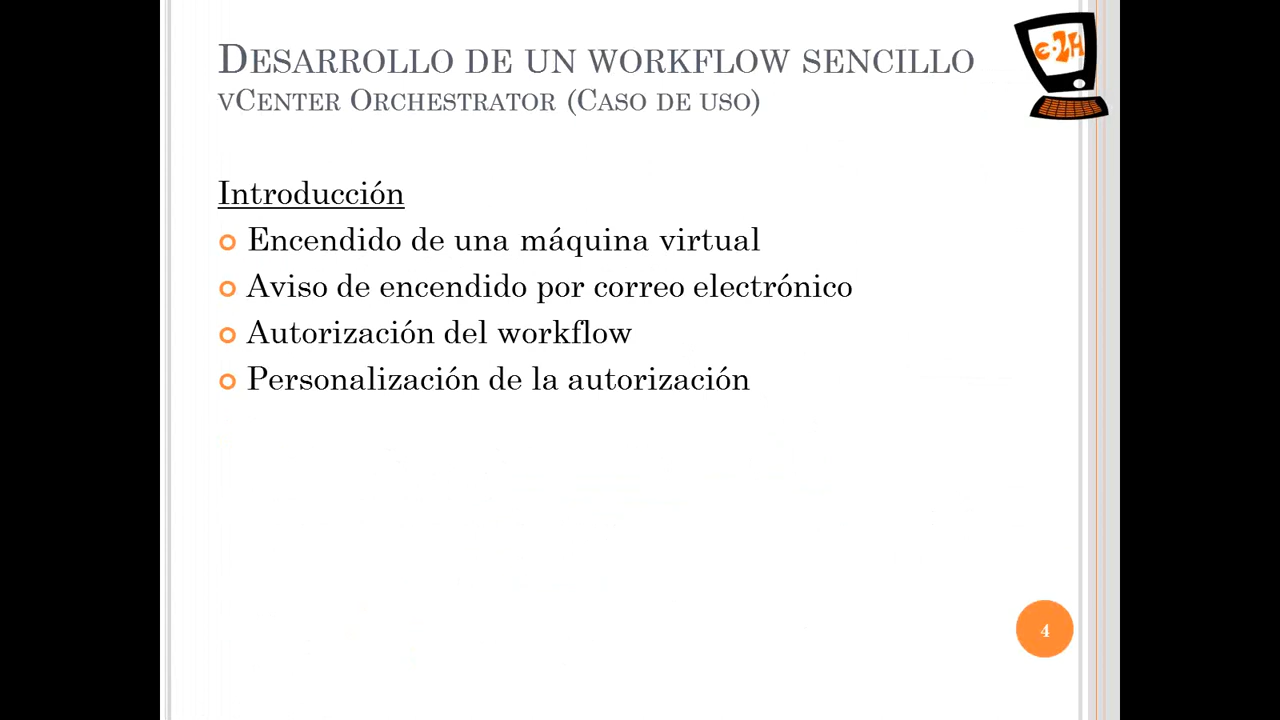 DESARROLLO DE UN WORKFLOW SENCILLO
VCENTER ORCHESTRATOR (CASO DE USO)
Introducción
Encendido de una máquina virtual
Aviso de encendido por correo electrónico
Autorización del workflow
Personalización de la autorización
4